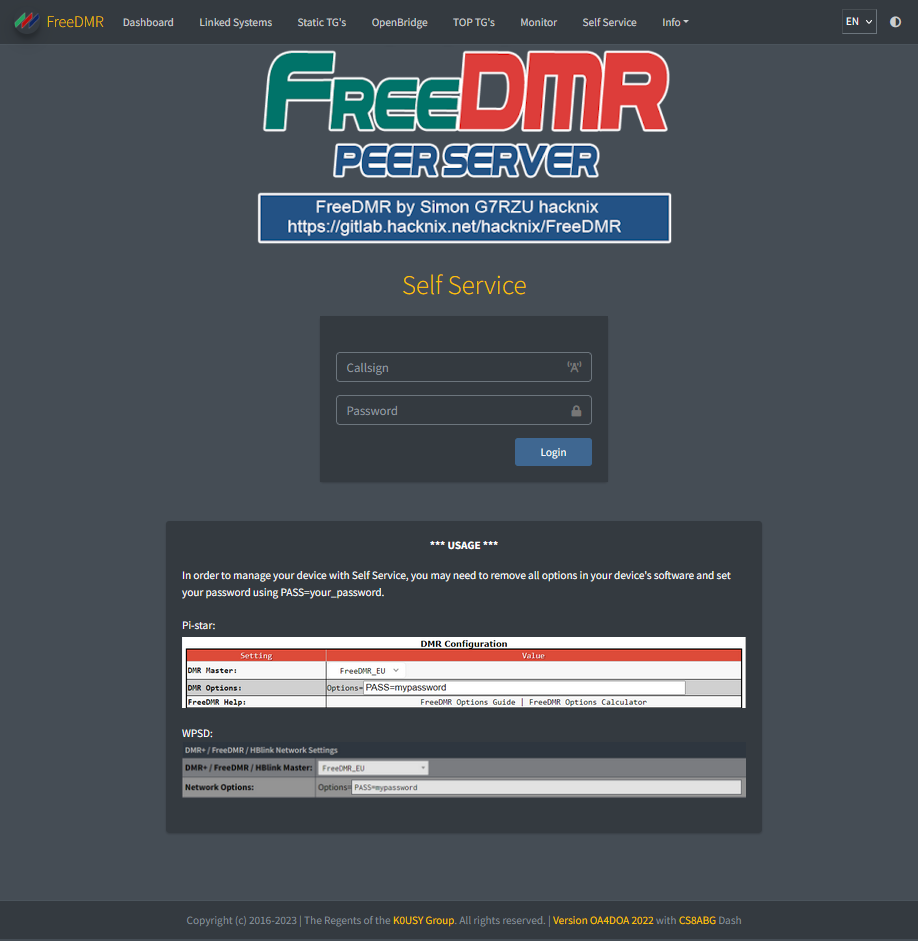 FreeDMR Dashboard Linked Systems Static TG's OpenBridge TOP TG's Monitor Self Service Info EN
FREEDMR
PEER SERVER
FreeDMR by Simon G7RZU hacknix
https://gitlab.hacknix.net/hacknix/FreeDMR
Self Service
Callsign
Password
Login
*** USAGE ***
In order to manage your device with Self Service, you may need to remove all options in your device's software and set
your password using PASS=your_password.
Pi-star:
DMR Configuration
Setting Value
DMR Master: FreeDMR_EU
DMR Options: Options= PASS=mypassword
FreeDMR Help: FreeDMR Options Guide | FreeDMR Options Calculator
WPSD:
DMR+ / FreeDMR / HBlink Network Settings
DMR+ / FreeDMR / HBlink Master: FreeDMR_EU
Network Options: Options= PASS=mypassword
Copyright (c) 2016-2023 | The Regents of the K0USY Group. All rights reserved. | Version OA4DOA 2022 with CS8ABG Dash